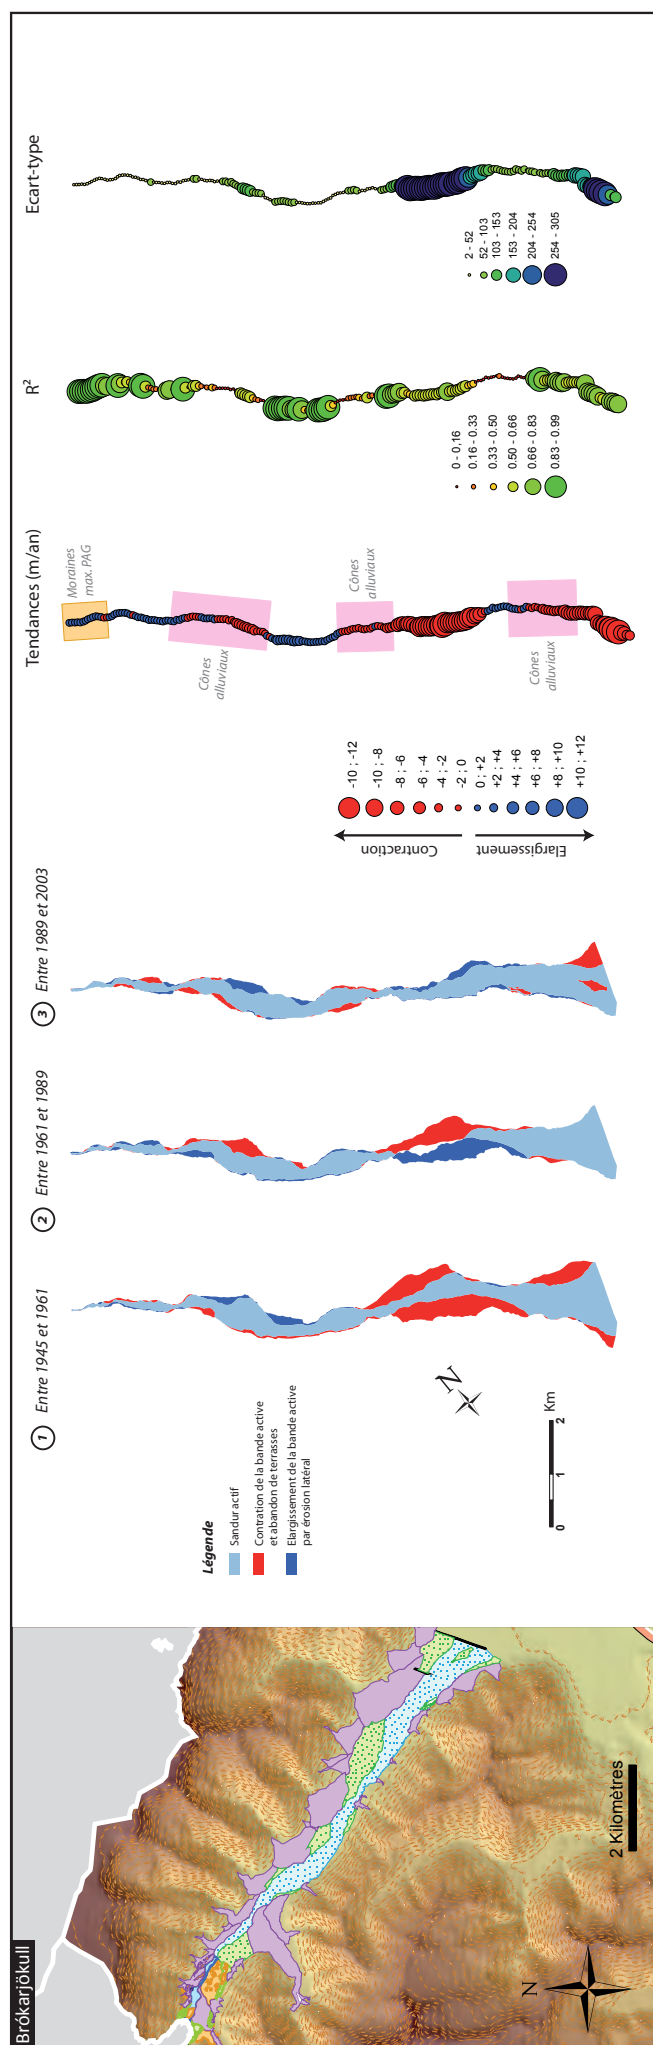 Brókarjökull
N
2 Kilomètres
Légende
Sandur actif
Contration de la bande active
et abandon de terrasses
Elargissement de la bande active
par érosion latéral
N
Km
0 1 2
1 Entre 1945 et 1961
2 Entre 1961 et 1989
3 Entre 1989 et 2003
Contraction
Elargissement
-10 ; -12
-10 ; -8
-8 ; -6
-6 ; -4
-4 ; -2
-2 ; 0
0 ; +2
+2 ; +4
+4 ; +6
+6 ; +8
+8 ; +10
+10 ; +12
Tendances (m/an)
Moraines
max. PAG
Cônes
alluviaux
Cônes
alluviaux
Cônes
alluviaux
R²
0 - 0,16
0.16 - 0.33
0.33 - 0.50
0.50 - 0.66
0.66 - 0.83
0.83 - 0.99
Ecart-type
2 - 52
52 - 103
103 - 153
153 - 204
204 - 254
254 - 305